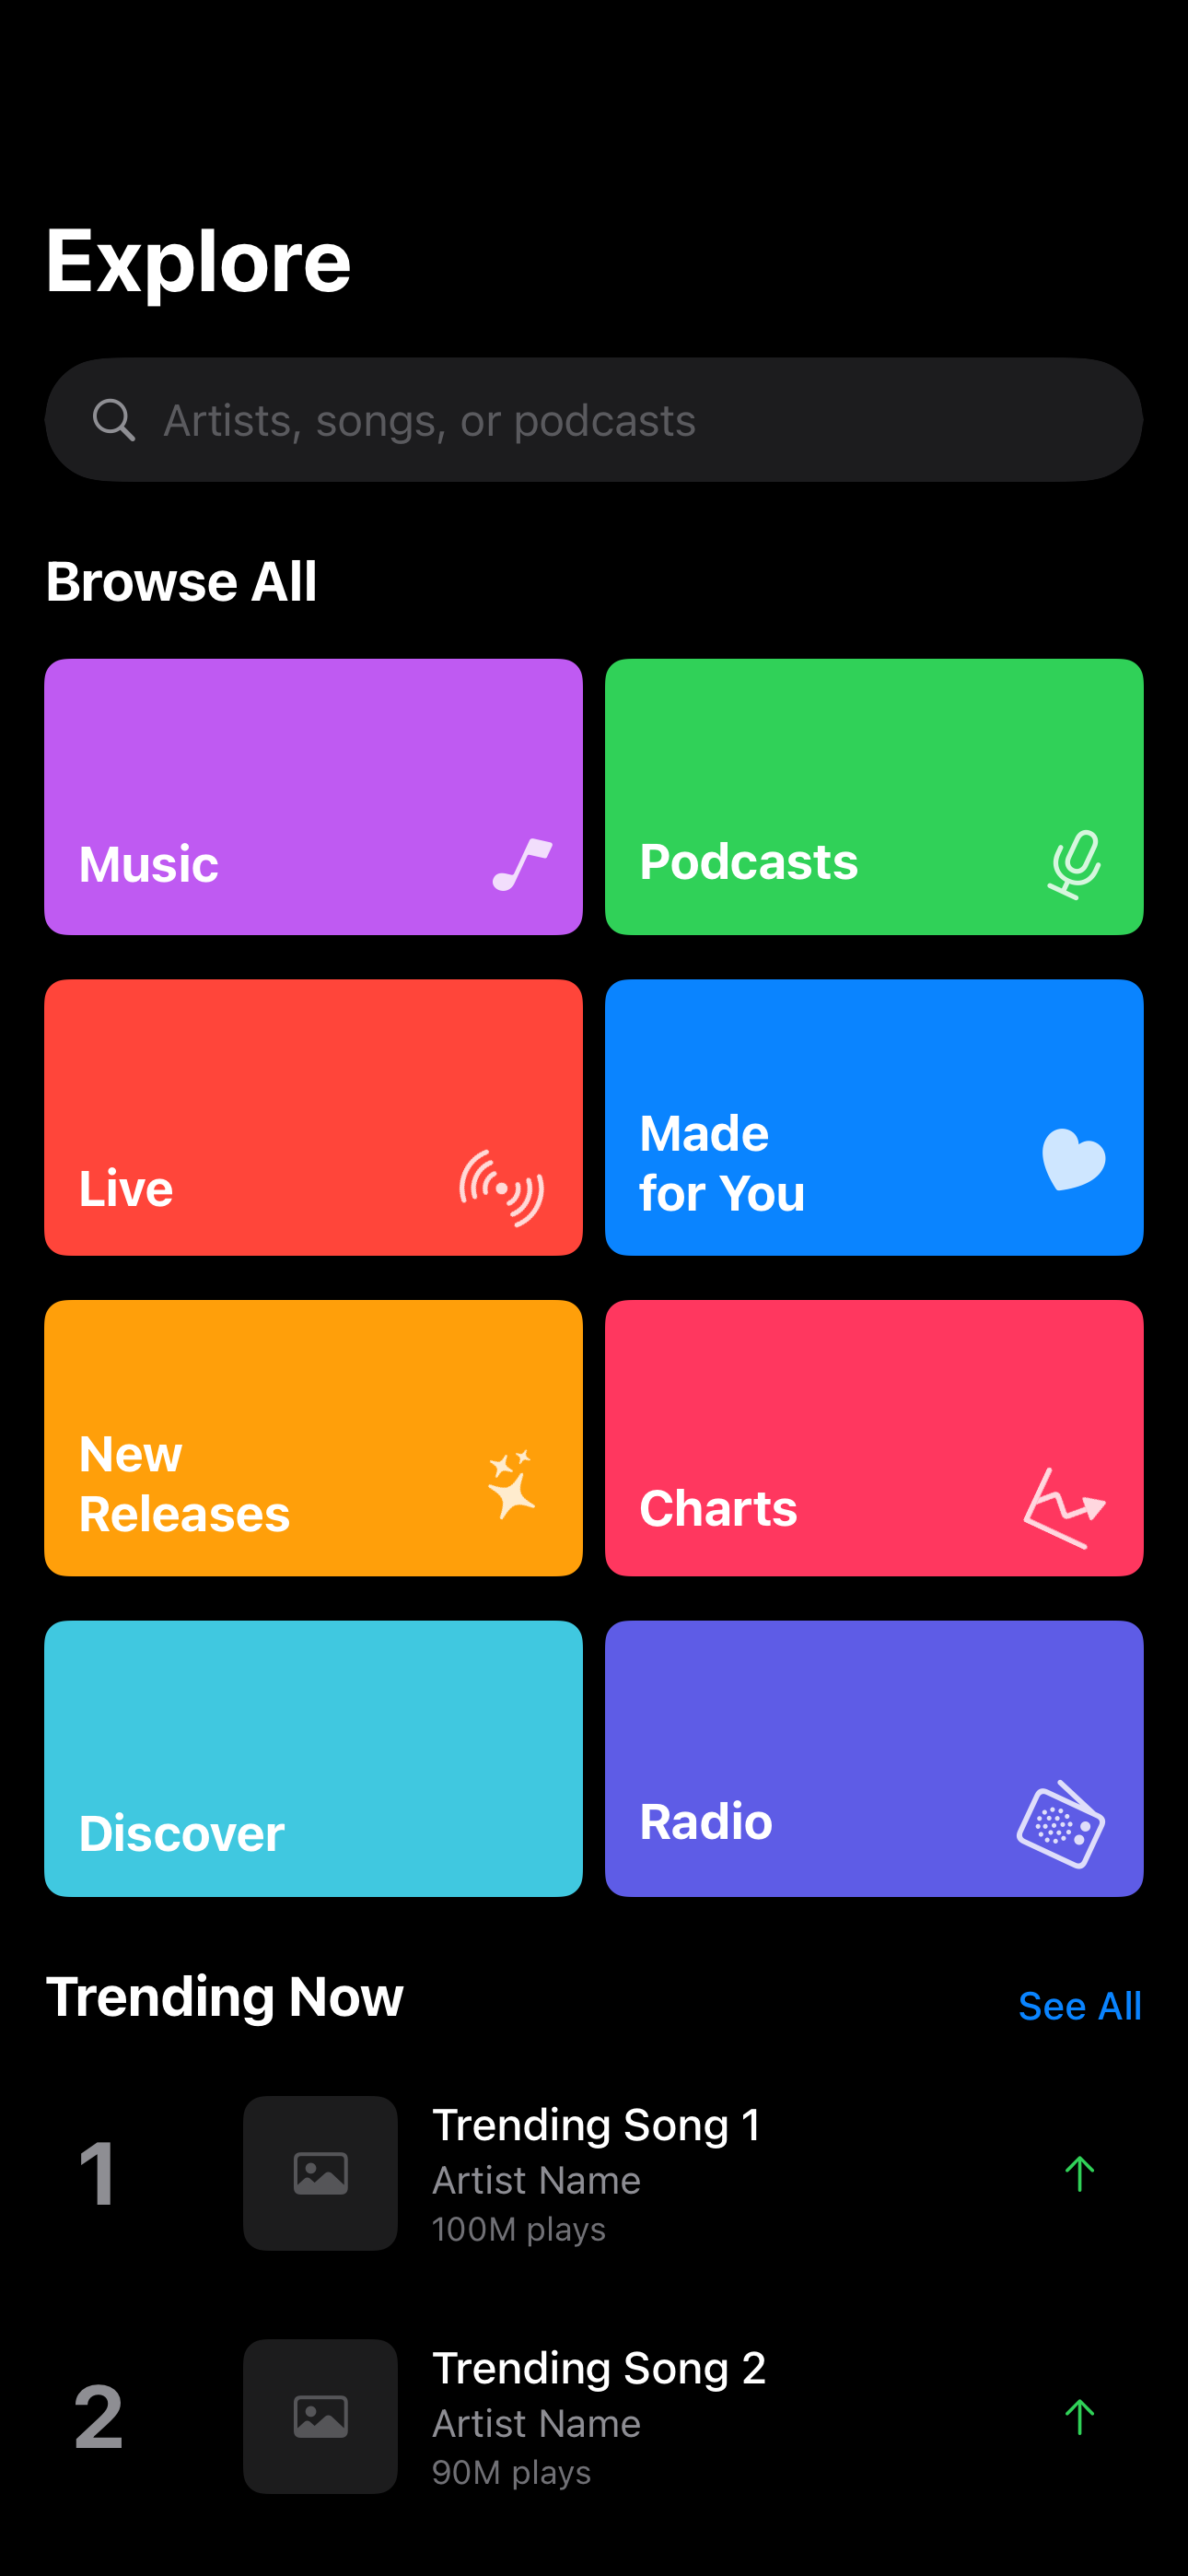 Explore
Artists, songs, or podcasts
Browse All
Music
Podcasts
Live
Made
for You
New
Releases
Charts
Discover
Radio
Trending Now
See All
1
Trending Song 1
Artist Name
100M plays
2
Trending Song 2
Artist Name
90M plays